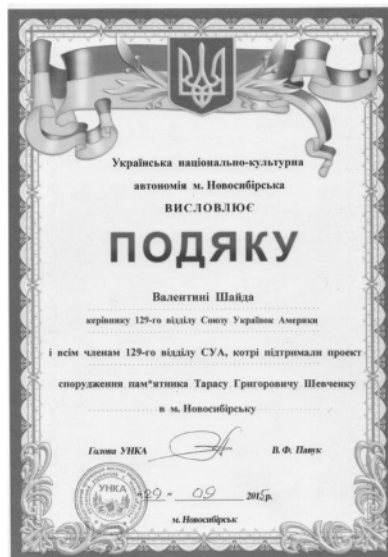 Українська національно-культурна
автономія м. Новосибірська
ВИСЛОВЛЮЄ
ПОДЯКУ
Валентині Шайда
керівнику 129-го відділу Союзу Українок Америки
і всім членам 129-го відділу СУА, котрі підтримали проект
спорудження пам*ятника Тарасу Григоровичу Шевченку
в м. Новосибірську
Голова УНКА В. Ф. Павук
УНКА
29 - 09 2015р.
м. Новосибірськ